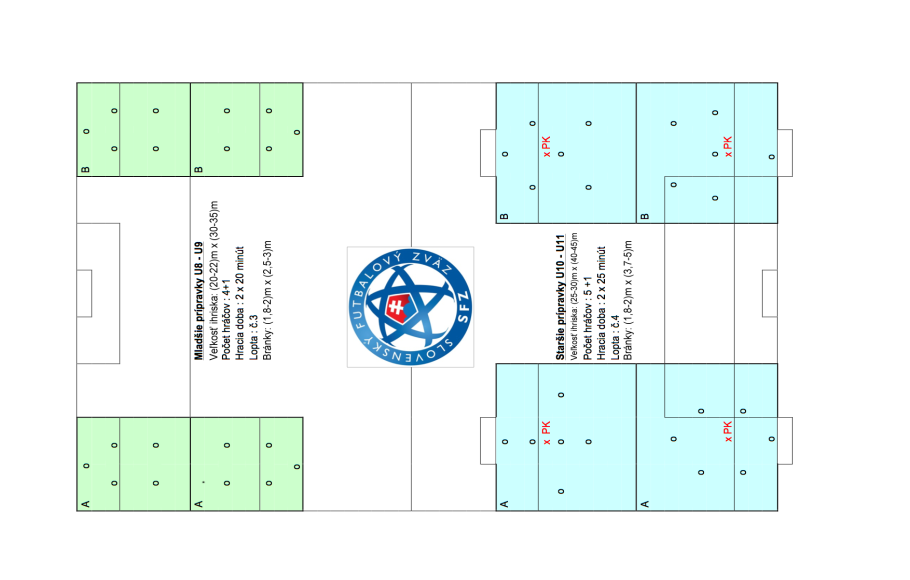 B
B
A
A
Mladšie prípravky U8 - U9
Veľkosť ihriska: (20-22)m x (30-35)m
Počet hráčov : 4+1
Hracia doba : 2 x 20 minút
Lopta : č.3
Bránky: (1,8-2)m x (2,5-3)m
SLOVENSKÝ FUTBALOVÝ ZVÄZ
SFZ
B
x PK
B
x PK
Staršie prípravky U10 - U11
Veľkosť ihriska: (25-30)m x (40-45)m
Počet hráčov : 5 +1
Hracia doba : 2 x 25 minút
Lopta : č.4
Bránky: (1,8-2)m x (3,7-5)m
A
x PK
A
x PK